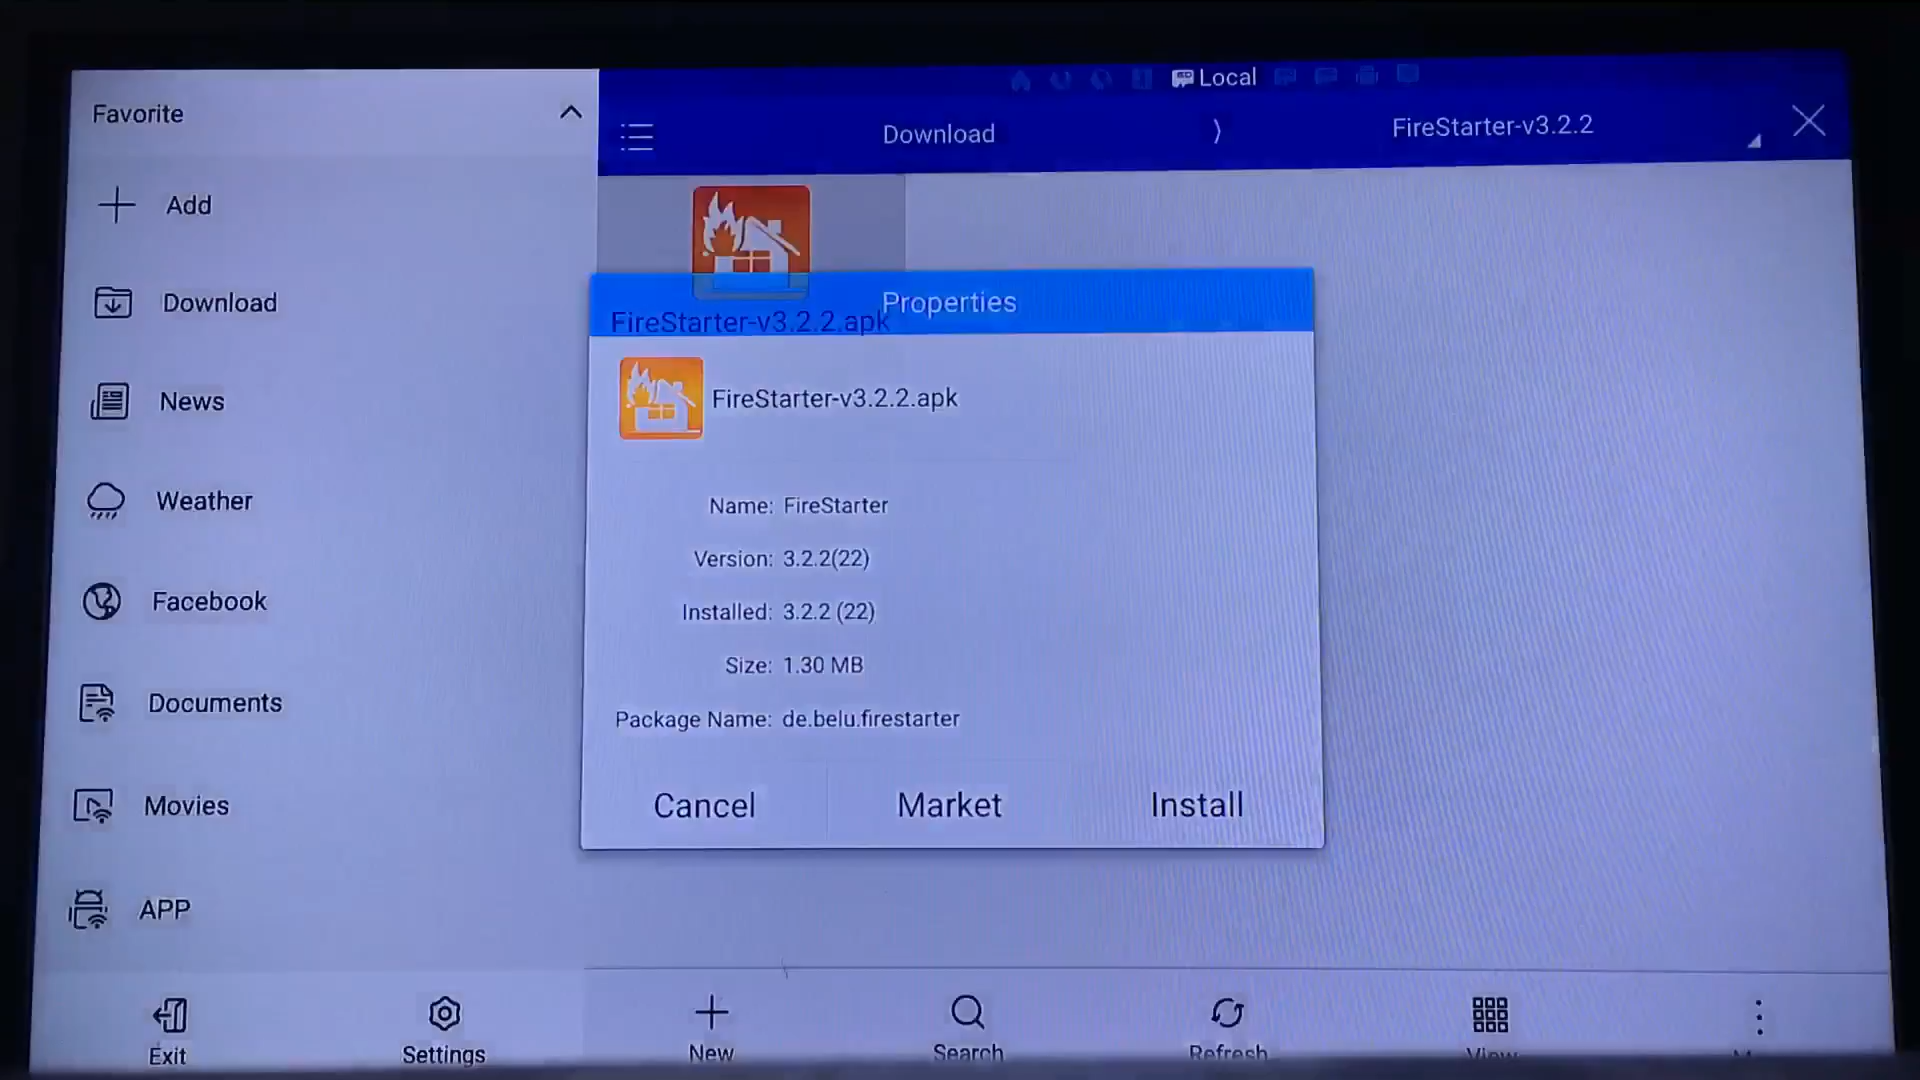 Favorite
Add
Download
News
Weather
Facebook
Documents
Movies
APP
Exit
Settings
Local
Download
FireStarter-v3.2.2
FireStarter-v3.2.2.apk
Properties
FireStarter-v3.2.2.apk
Name: FireStarter
Version: 3.2.2(22)
Installed: 3.2.2 (22)
Size: 1.30 MB
Package Name: de.belu.firestarter
Cancel
Market
Install
New
Search
Refresh
View